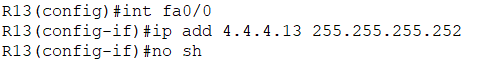 R13(config)#int fa0/0
R13(config-if)#ip add 4.4.4.13 255.255.255.252
R13(config-if)#no sh